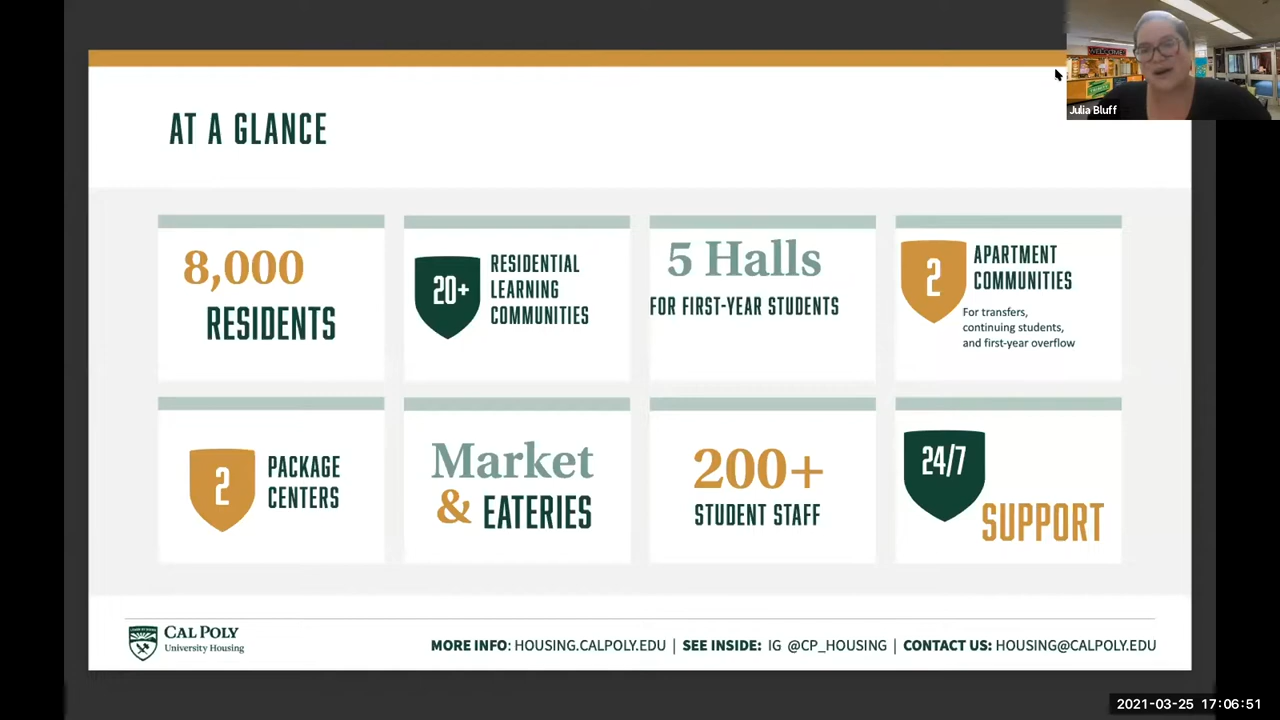 WELCOME
Julia Bluff
AT A GLANCE
8,000
RESIDENTS
20+
RESIDENTIAL
LEARNING
COMMUNITIES
5 Halls
FOR FIRST-YEAR STUDENTS
2
APARTMENT
COMMUNITIES
For transfers,
continuing students,
and first-year overflow
2
PACKAGE
CENTERS
Market
& EATERIES
200+
STUDENT STAFF
24/7
SUPPORT
CAL POLY
University Housing
MORE INFO: HOUSING.CALPOLY.EDU | SEE INSIDE: IG @CP_HOUSING | CONTACT US: HOUSING@CALPOLY.EDU
2021-03-25 17:06:51